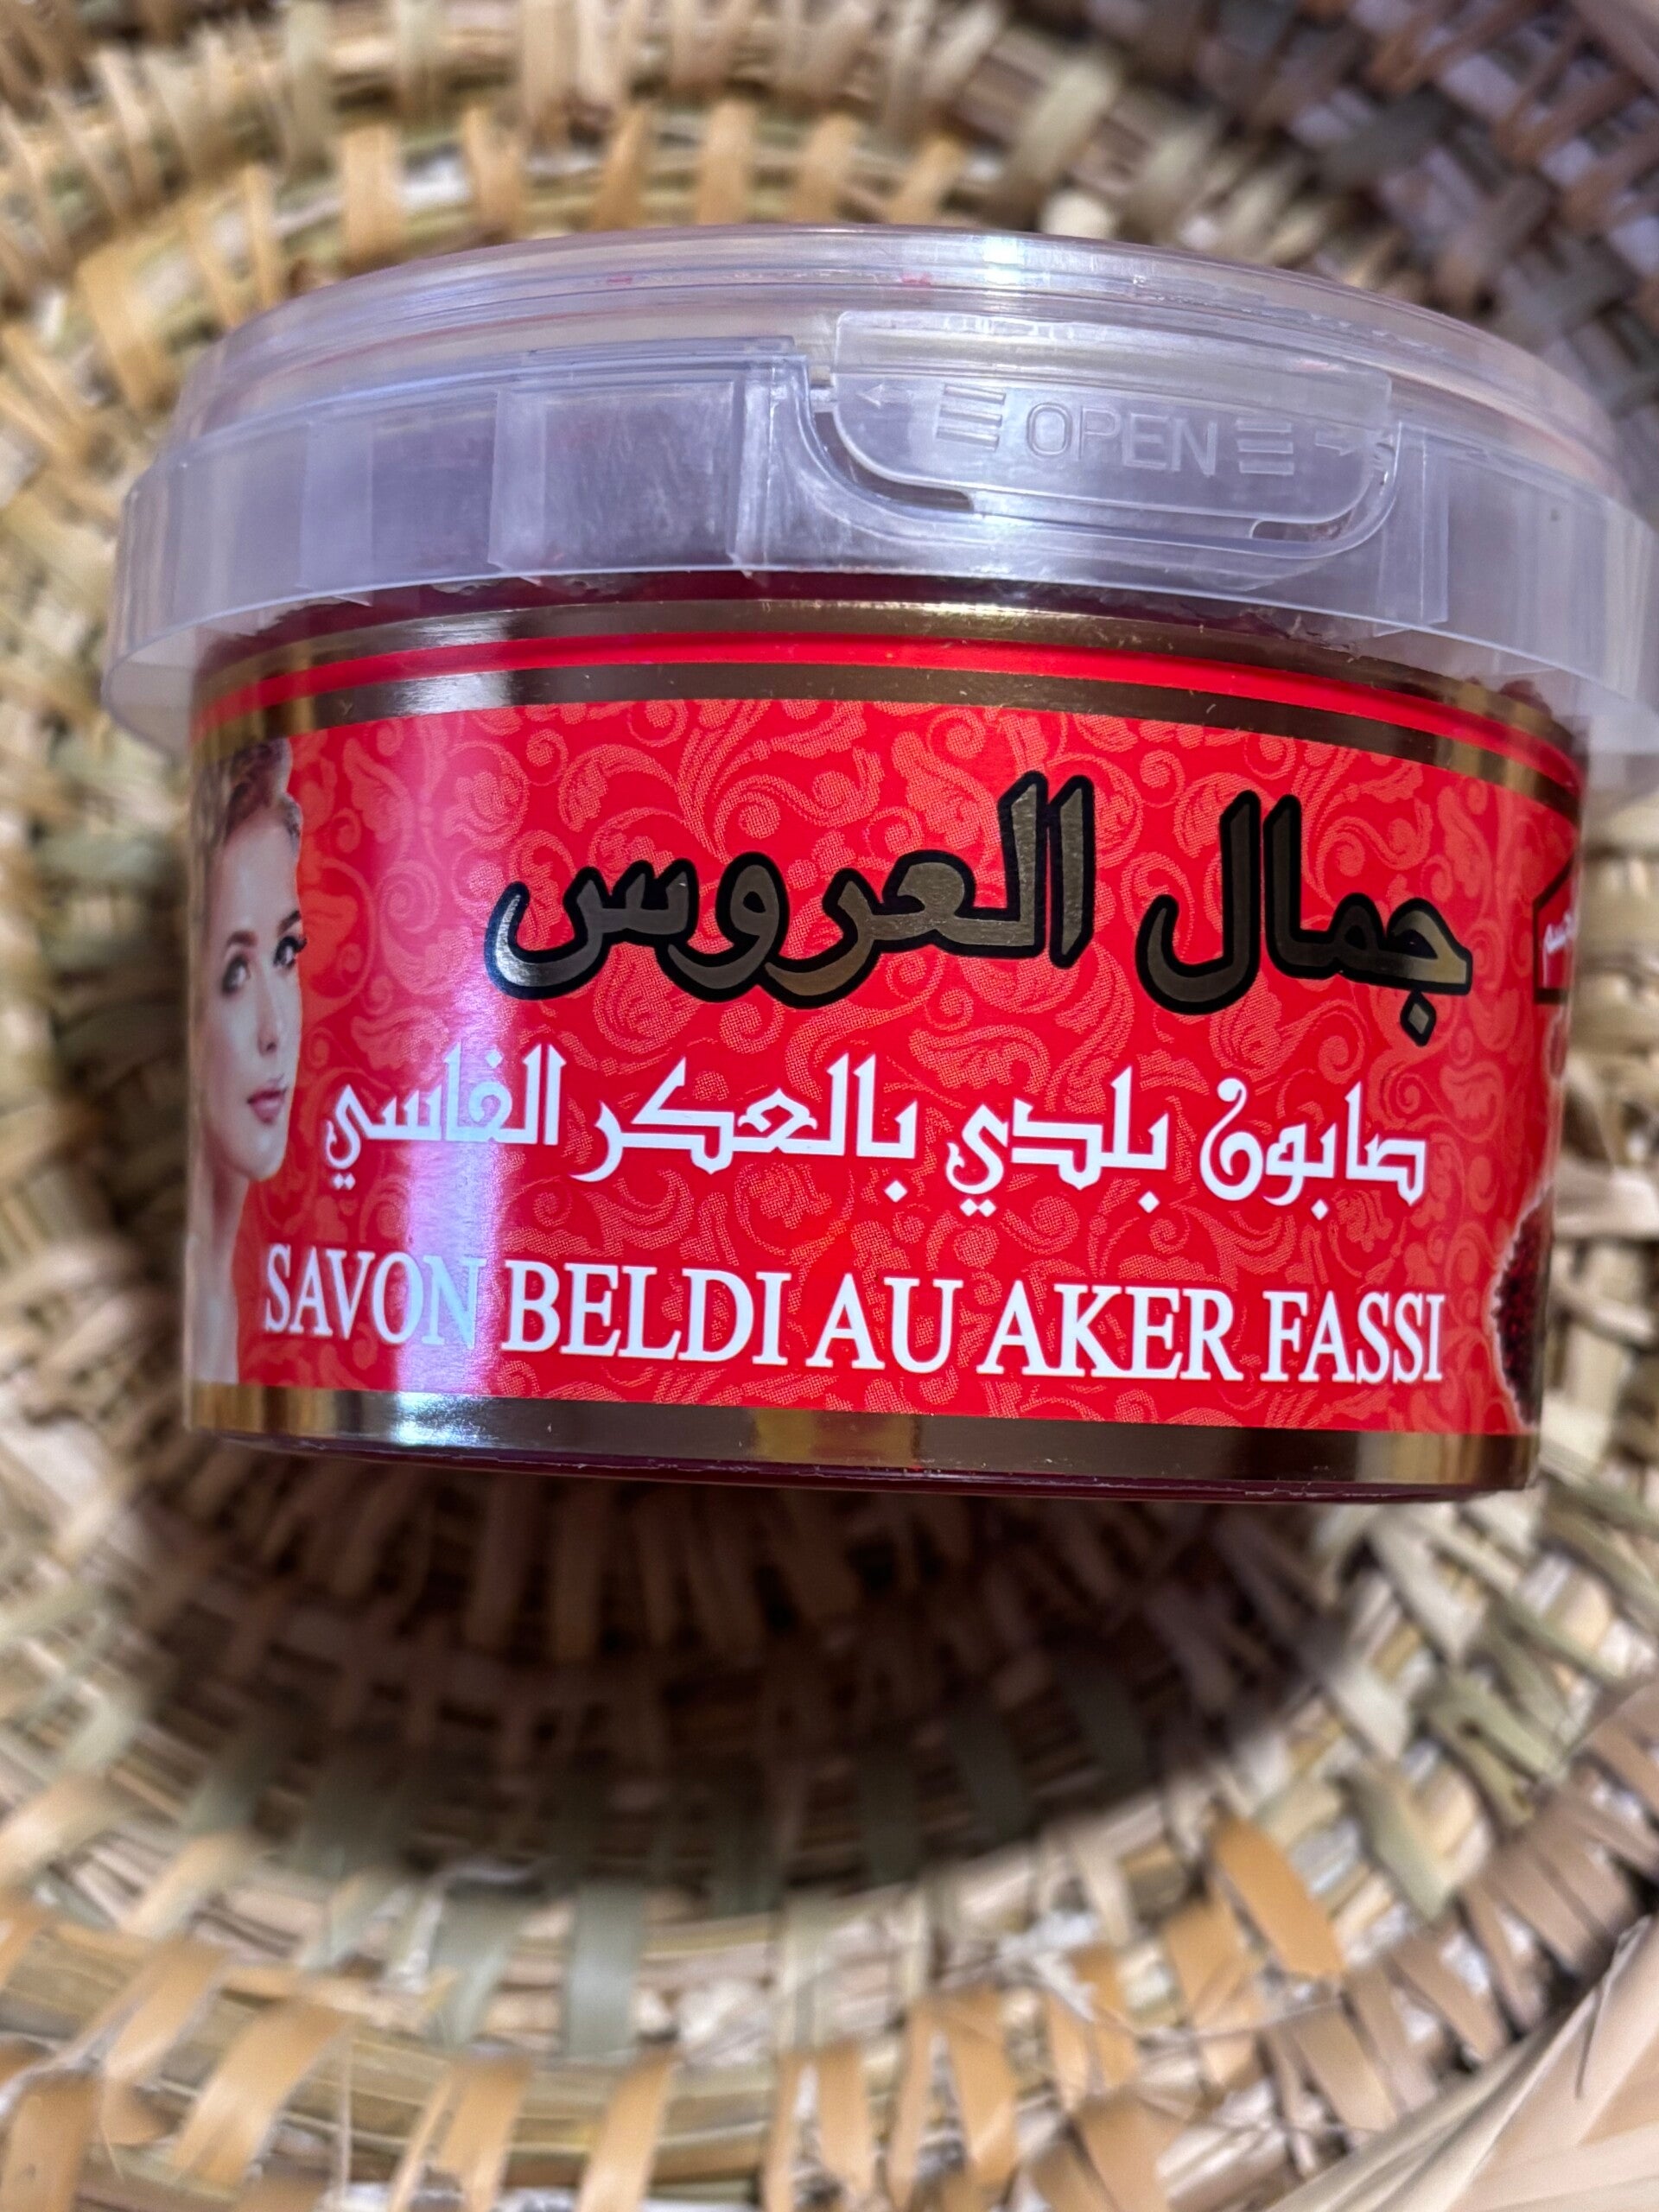 OPEN
جمال العروس
صابون بلدي بالعكر الفاسي
SAVON BELDI AU AKER FASSI